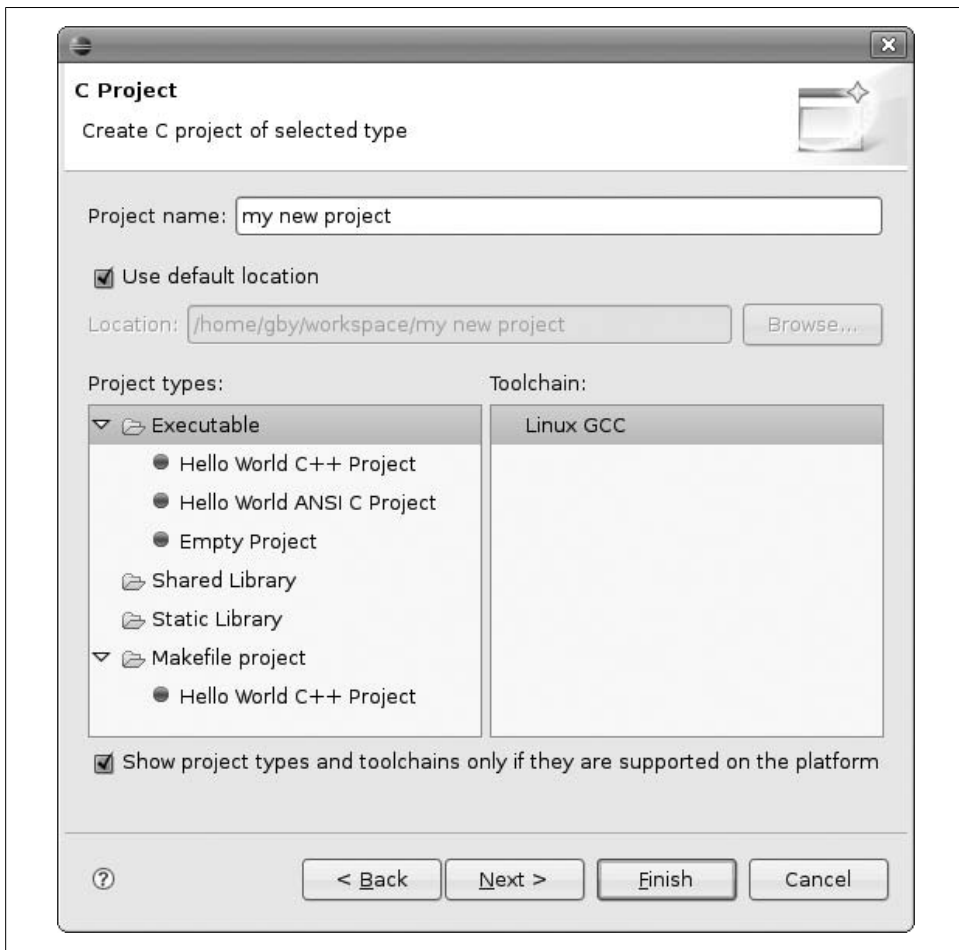 C Project
Create C project of selected type
Project name: my new project
Use default location
Location: /home/gby/workspace/my new project Browse...
Project types: Toolchain:
Executable Linux GCC
Hello World C++ Project
Hello World ANSI C Project
Empty Project
Shared Library
Static Library
Makefile project
Hello World C++ Project
Show project types and toolchains only if they are supported on the platform
? < Back Next > Finish Cancel